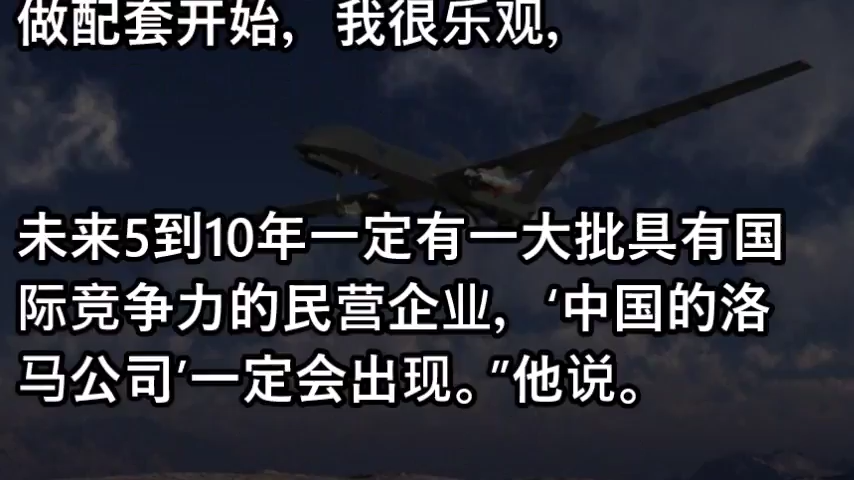 做配套开始，我很乐观，
未来5到10年一定有一大批具有国
际竞争力的民营企业，‘中国的洛
马公司’一定会出现。”他说。